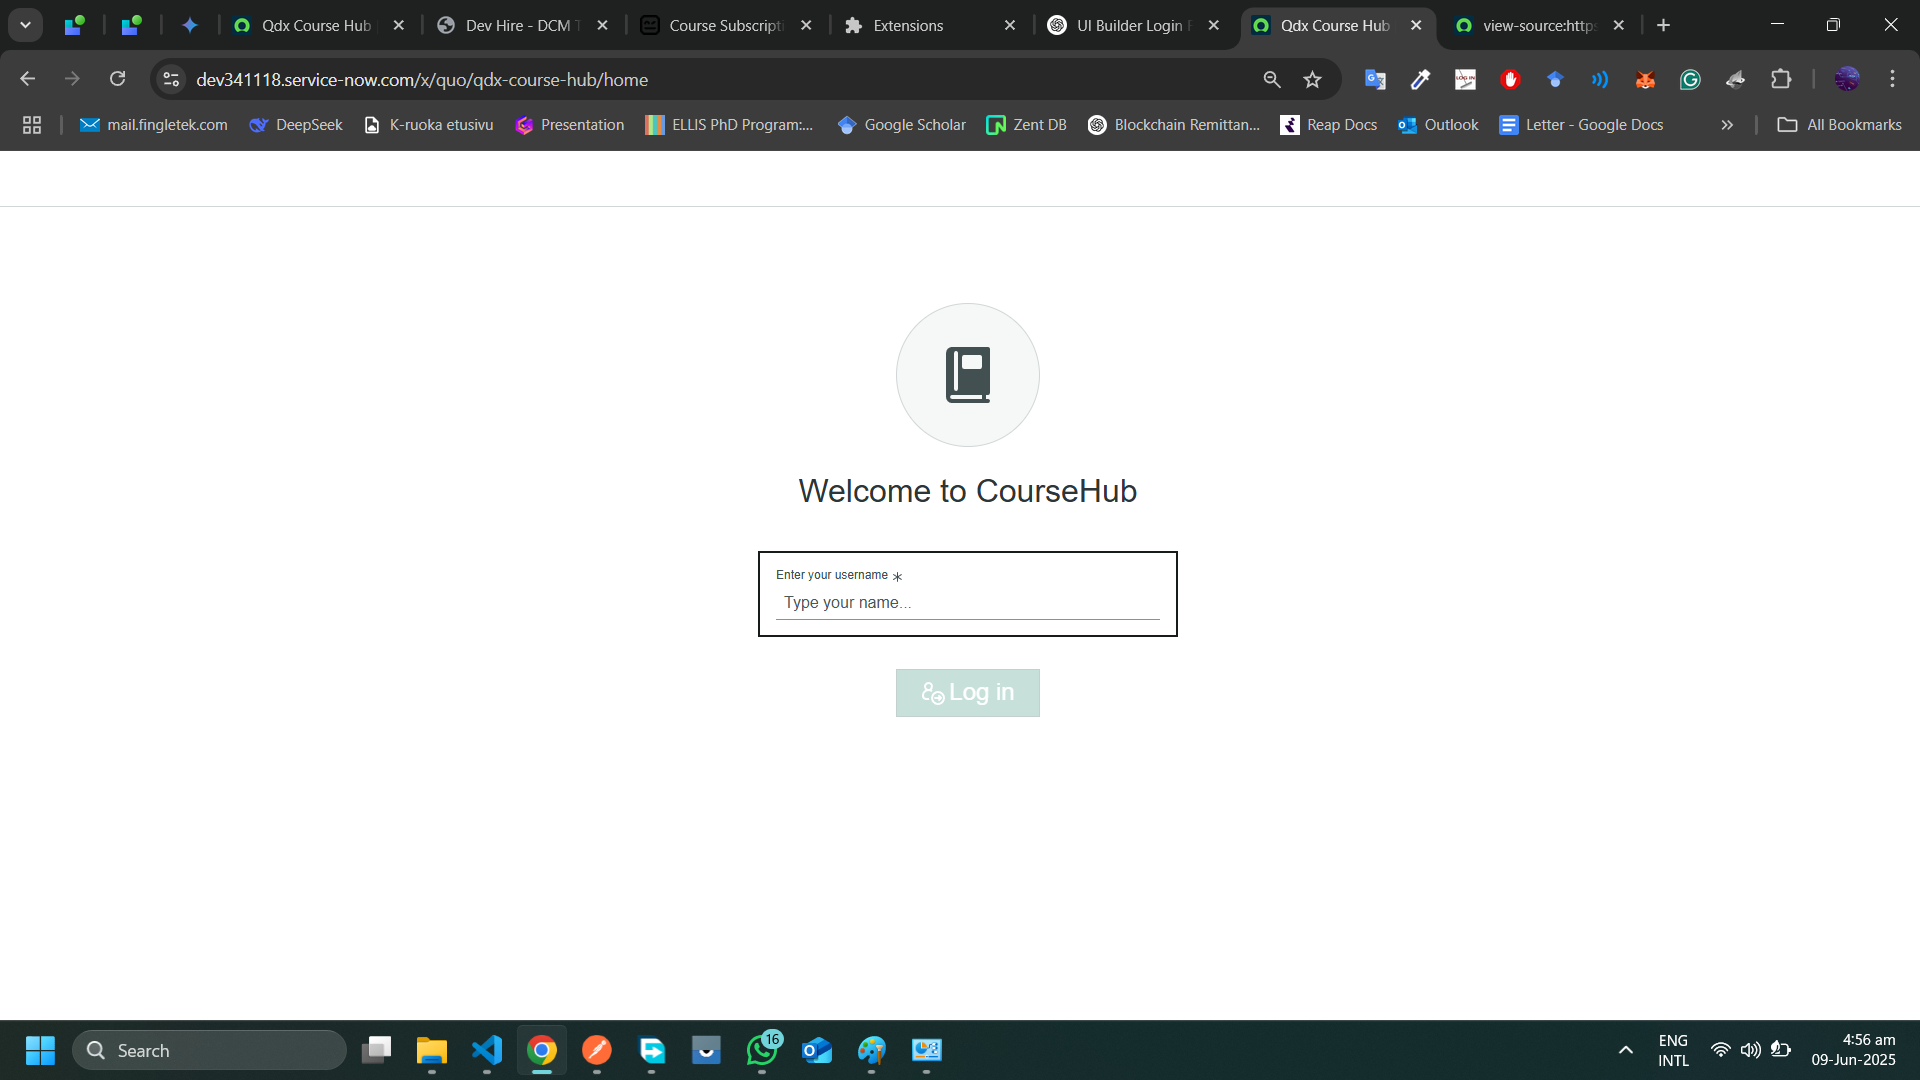 Qdx Course Hub
Dev Hire - DCM T
Course Subscripti
Extensions
UI Builder Login P
Qdx Course Hub
view-source:https
dev341118.service-now.com/x/quo/qdx-course-hub/home
mail.fingletek.com
DeepSeek
K-ruoka etusivu
Presentation
ELLIS PhD Program:...
Google Scholar
Zent DB
Blockchain Remittan...
Reap Docs
Outlook
Letter - Google Docs
All Bookmarks
Welcome to CourseHub
Enter your username *
Type your name...
Log in
Search
16
ENG
INTL
4:56 am
09-Jun-2025